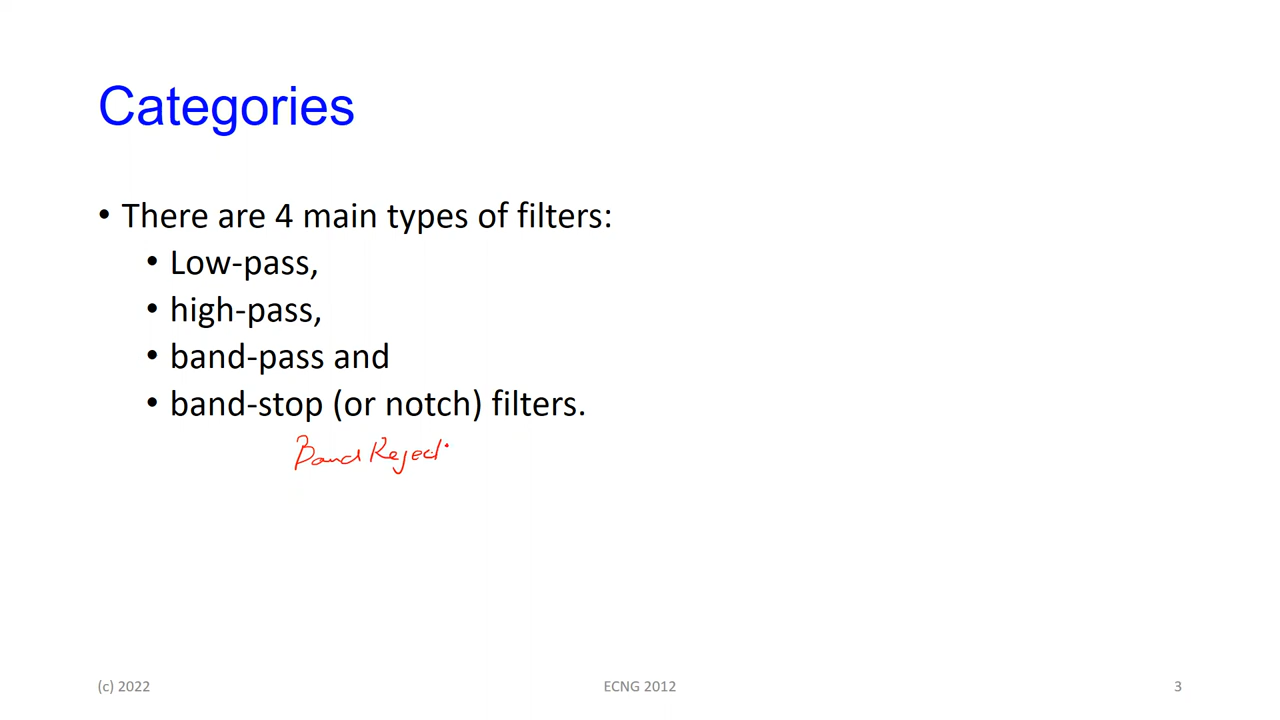 Categories
• There are 4 main types of filters:
• Low-pass,
• high-pass,
• band-pass and
• band-stop (or notch) filters.
Band Reject
(c) 2022
ECNG 2012
3